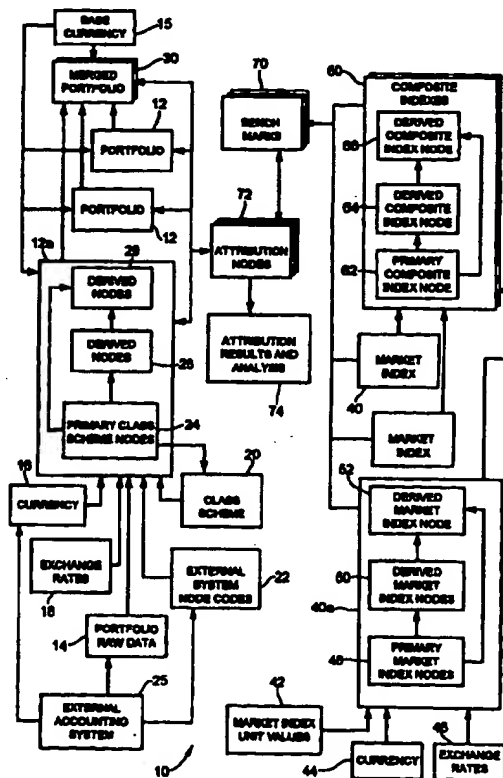 BASE
CURRENCY
15
30
MERGED
PORTFOLIO
12
PORTFOLIO
PORTFOLIO
12
12a
28
DERIVED NODES
DERIVED
NODES
26
PRIMARY CLASS
SCHEME NODES
24
20
CLASS
SCHEME
16
CURRENCY
EXCHANGE
RATES
18
EXTERNAL
SYSTEM
NODE CODES
22
14
PORTFOLIO
RAW DATA
25
EXTERNAL
ACCOUNTING
SYSTEM
10
70
BENCH
MARKS
72
ATTRIBUTION
NODES
ATTRIBUTION
RESULTS AND
ANALYSIS
74
60
COMPOSITE
INDEXES
DERIVED
COMPOSITE
INDEX NODE
66
DERIVED
COMPOSITE
INDEX NODE
64
PRIMARY
COMPOSITE
INDEX NODE
62
MARKET
INDEX
40
MARKET
INDEX
52
DERIVED MARKET
INDEX NODE
DERIVED MARKET
INDEX NODES
50
40a
PRIMARY MARKET
INDEX NODES
48
42
MARKET INDEX
UNIT VALUES
CURRENCY
44
46
EXCHANGE
RATES